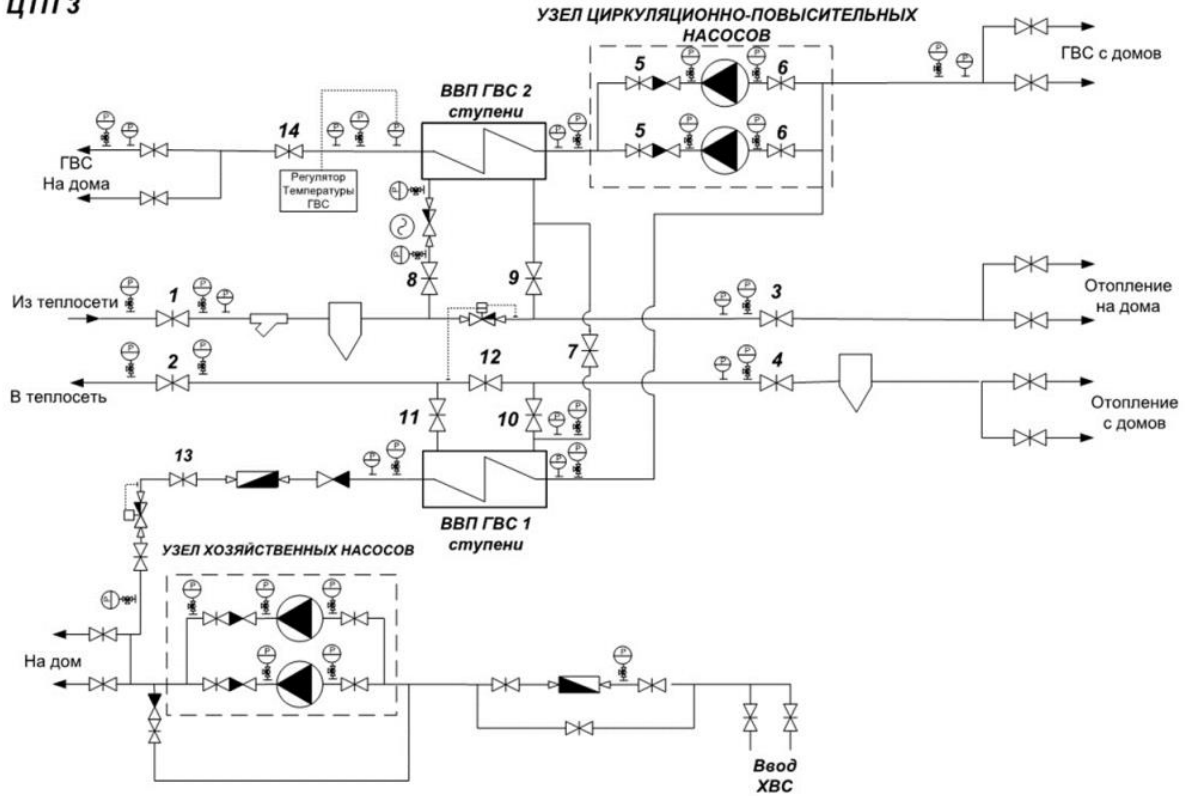 ЦТП 3
УЗЕЛ ЦИРКУЛЯЦИОННО-ПОВЫСИТЕЛЬНЫХ
НАСОСОВ
P
P
P
P
ГВС с домов
5
6
ВВП ГВС 2
ступени
P
P
P
P
14
P
P
P
P
P
P
P
5
6
ГВС
На дома
Регулятор
Температуры
ГВС
P
P
8
9
Из теплосети
P
1
P
P
P
P
3
Отопление
на дома
7
P
2
P
12
P
P
4
В теплосеть
11
10
P
P
Отопление
с домов
13
P
P
P
P
ВВП ГВС 1
ступени
УЗЕЛ ХОЗЯЙСТВЕННЫХ НАСОСОВ
P
P
P
P
На дом
P
P
P
Ввод
ХВС